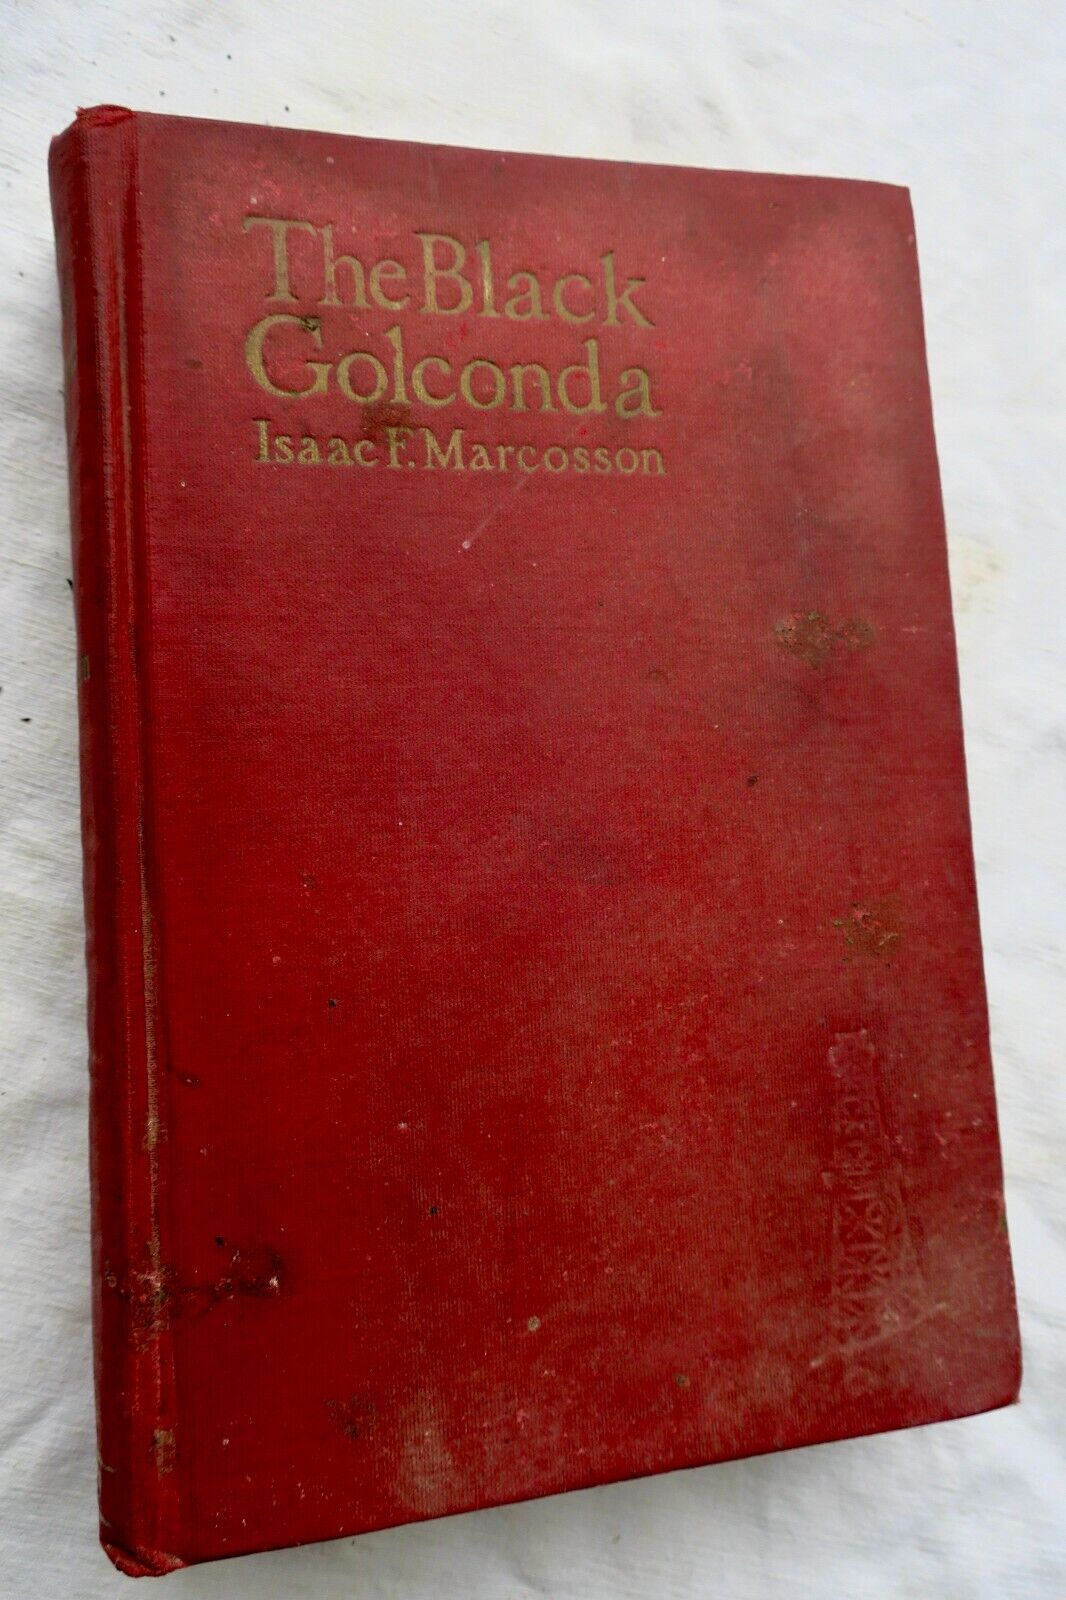 The Black
Golconda
Isaac F. Marcosson